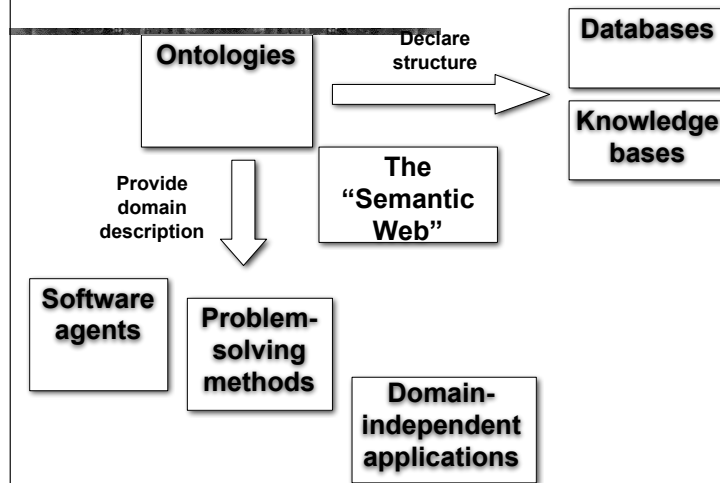 Ontologies
Declare
structure
Databases
Knowledge
bases
The
“Semantic
Web”
Provide
domain
description
Software
agents
Problem-
solving
methods
Domain-
independent
applications